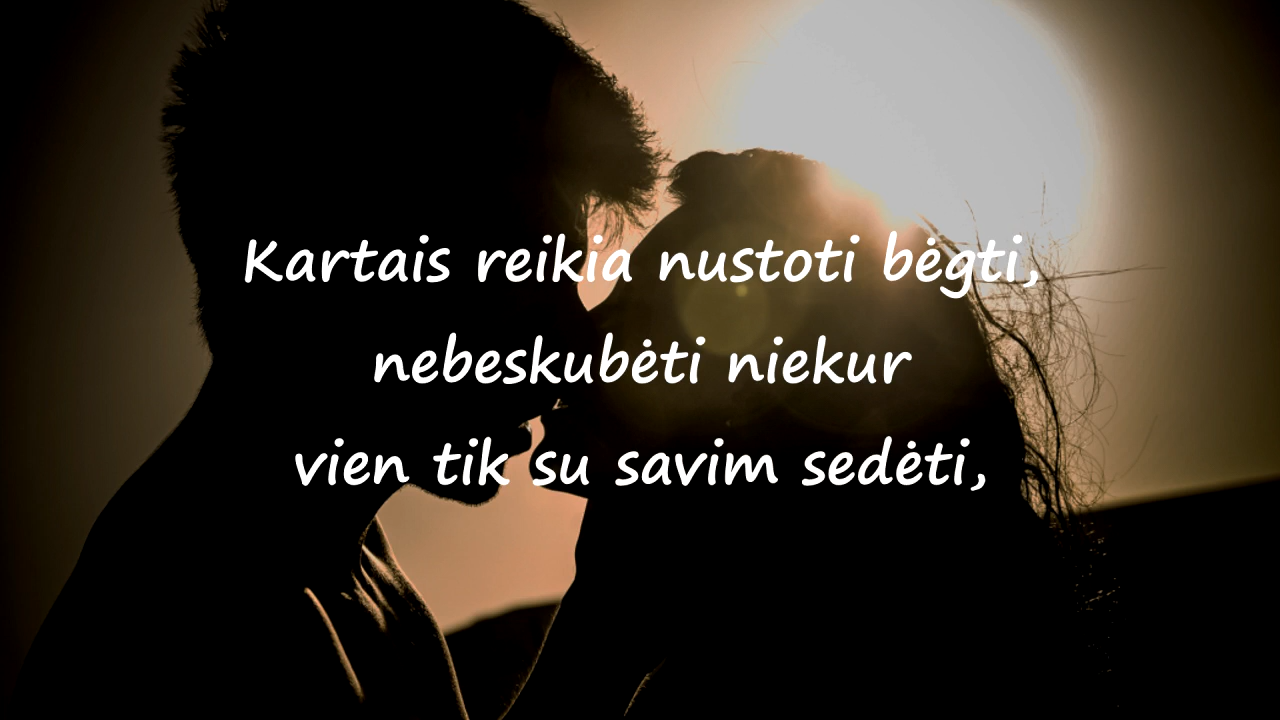 Kartais reikia nustoti bėgti,
nebeskubėti niekur
vien tik su savim sedėti,